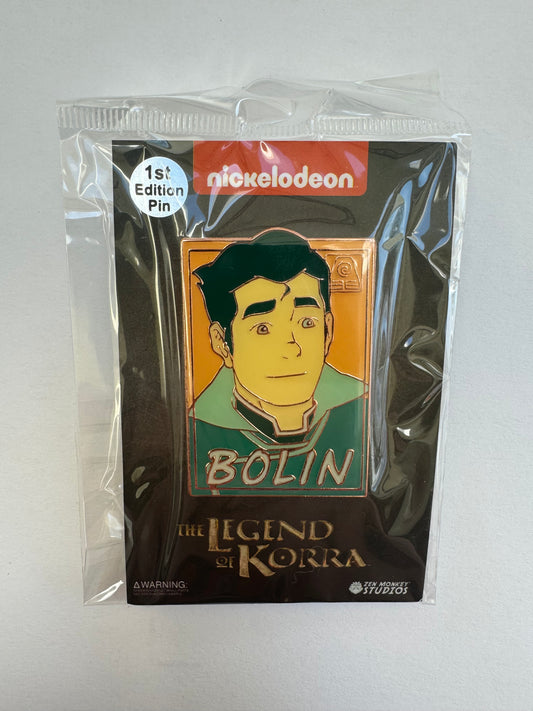 1st
Edition
Pin
nickelodeon
BOLIN
THE LEGEND
OF KORRA
⚠WARNING:
ZEN MONKEY
STUDIOS